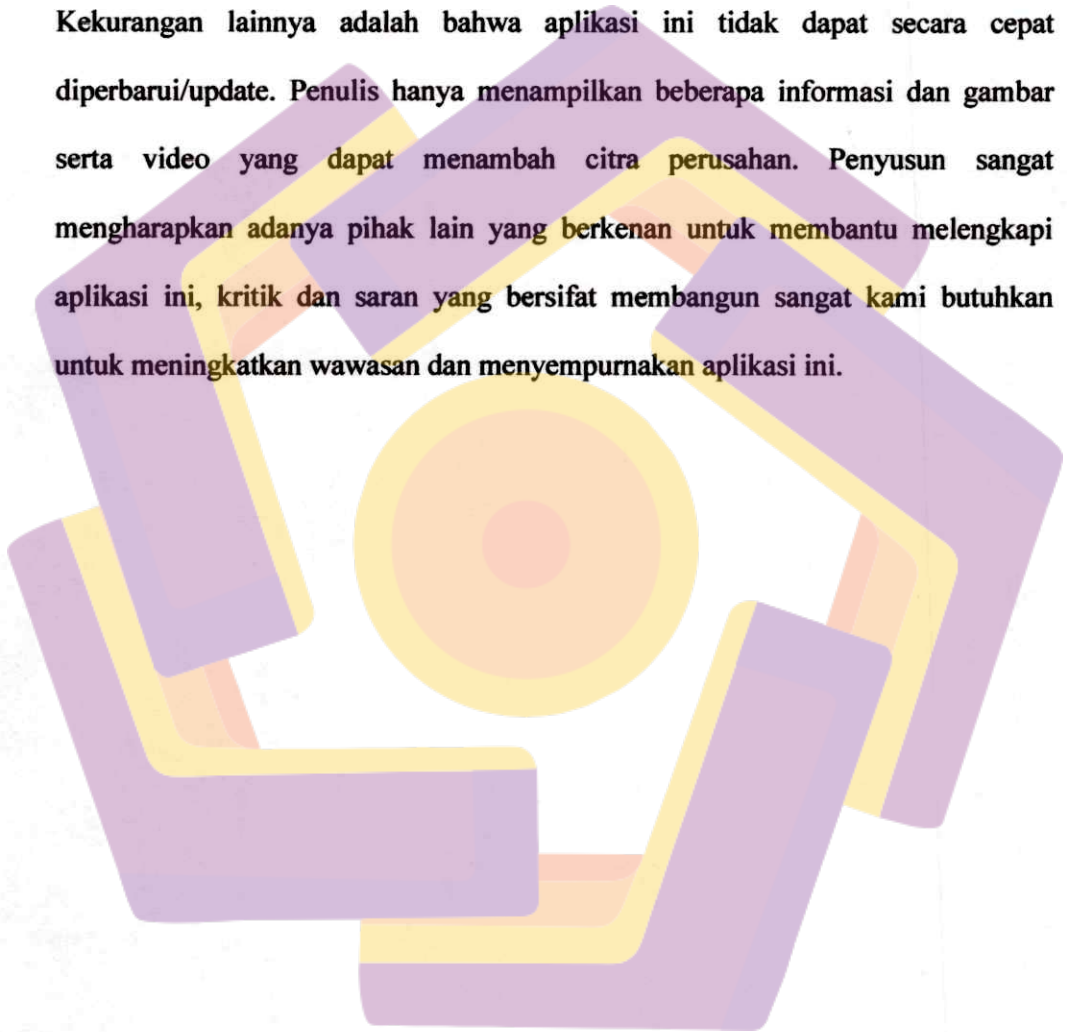 Kekurangan lainnya adalah bahwa aplikasi ini tidak dapat secara cepat
diperbarui/update. Penulis hanya menampilkan beberapa informasi dan gambar
serta video yang dapat menambah citra perusahan. Penyusun sangat
mengharapkan adanya pihak lain yang berkenan untuk membantu melengkapi
aplikasi ini, kritik dan saran yang bersifat membangun sangat kami butuhkan
untuk meningkatkan wawasan dan menyempurnakan aplikasi ini.